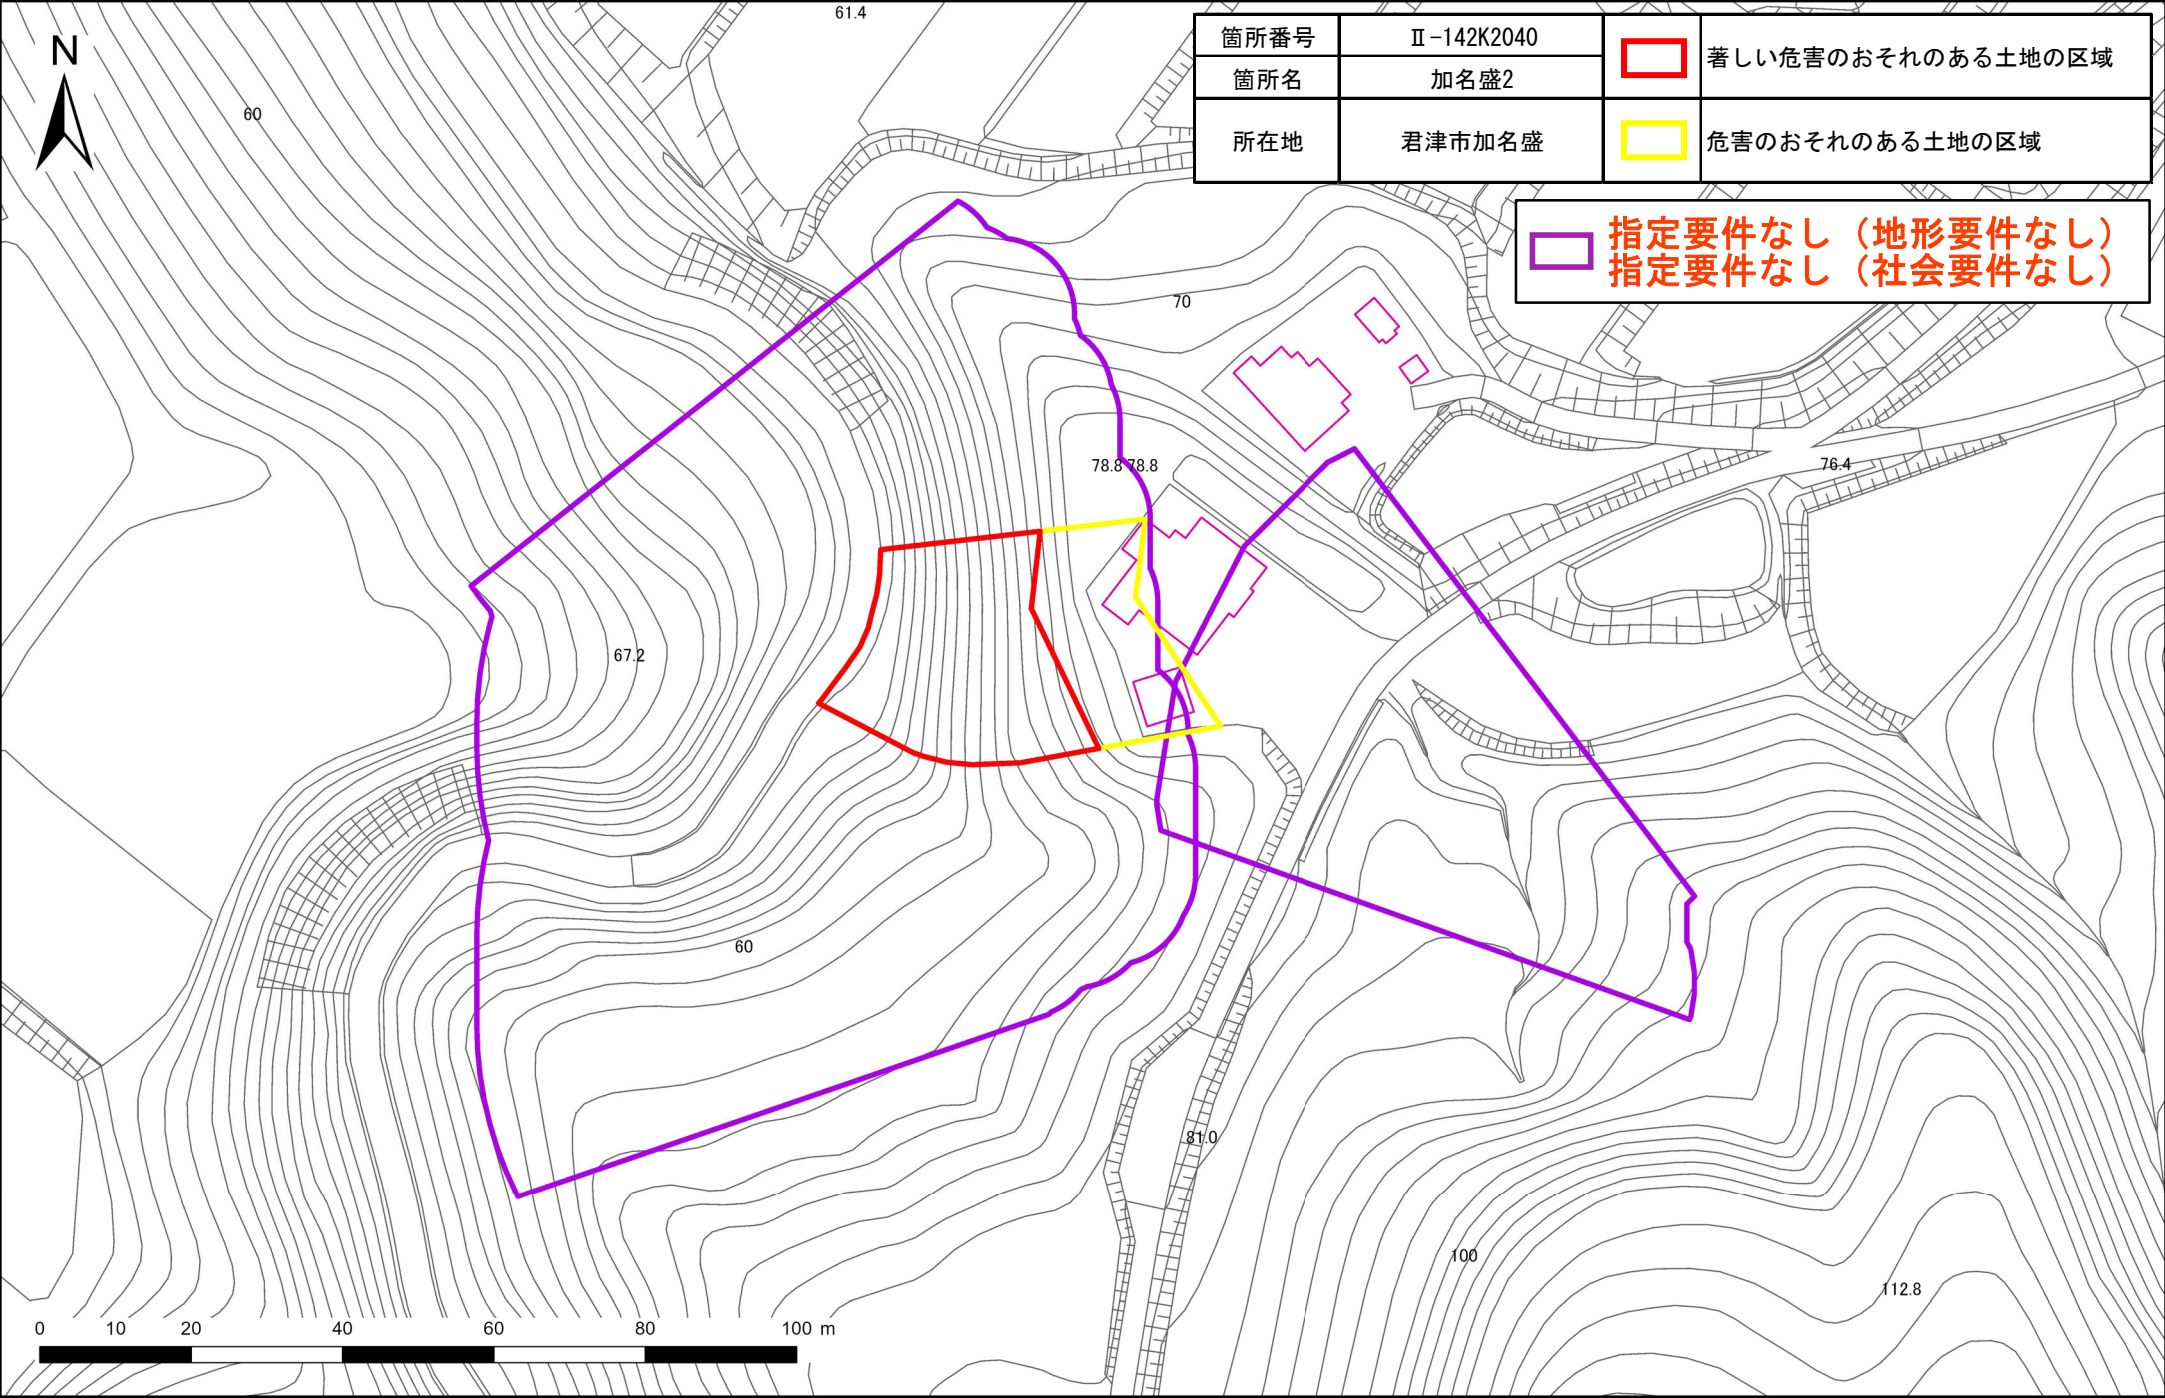 61.4
N
箇所番号 Ⅱ-142K2040 著しい危害のおそれのある土地の区域
箇所名 加名盛2
所在地 君津市加名盛 危害のおそれのある土地の区域
指定要件なし（地形要件なし）
指定要件なし（社会要件なし）
60
70
78.8 78.8
76.4
67.2
60
81.0
100
112.8
0 10 20 40 60 80 100 m